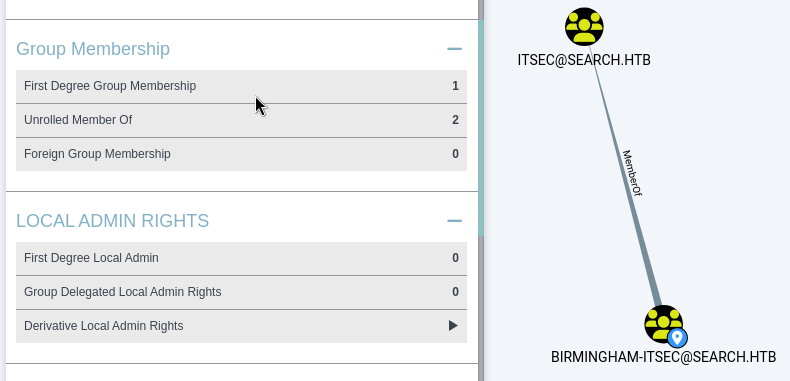 Group Membership
First Degree Group Membership 1
Unrolled Member Of 2
Foreign Group Membership 0
LOCAL ADMIN RIGHTS
First Degree Local Admin 0
Group Delegated Local Admin Rights 0
Derivative Local Admin Rights
ITSEC@SEARCH.HTB
MemberOf
BIRMINGHAM-ITSEC@SEARCH.HTB